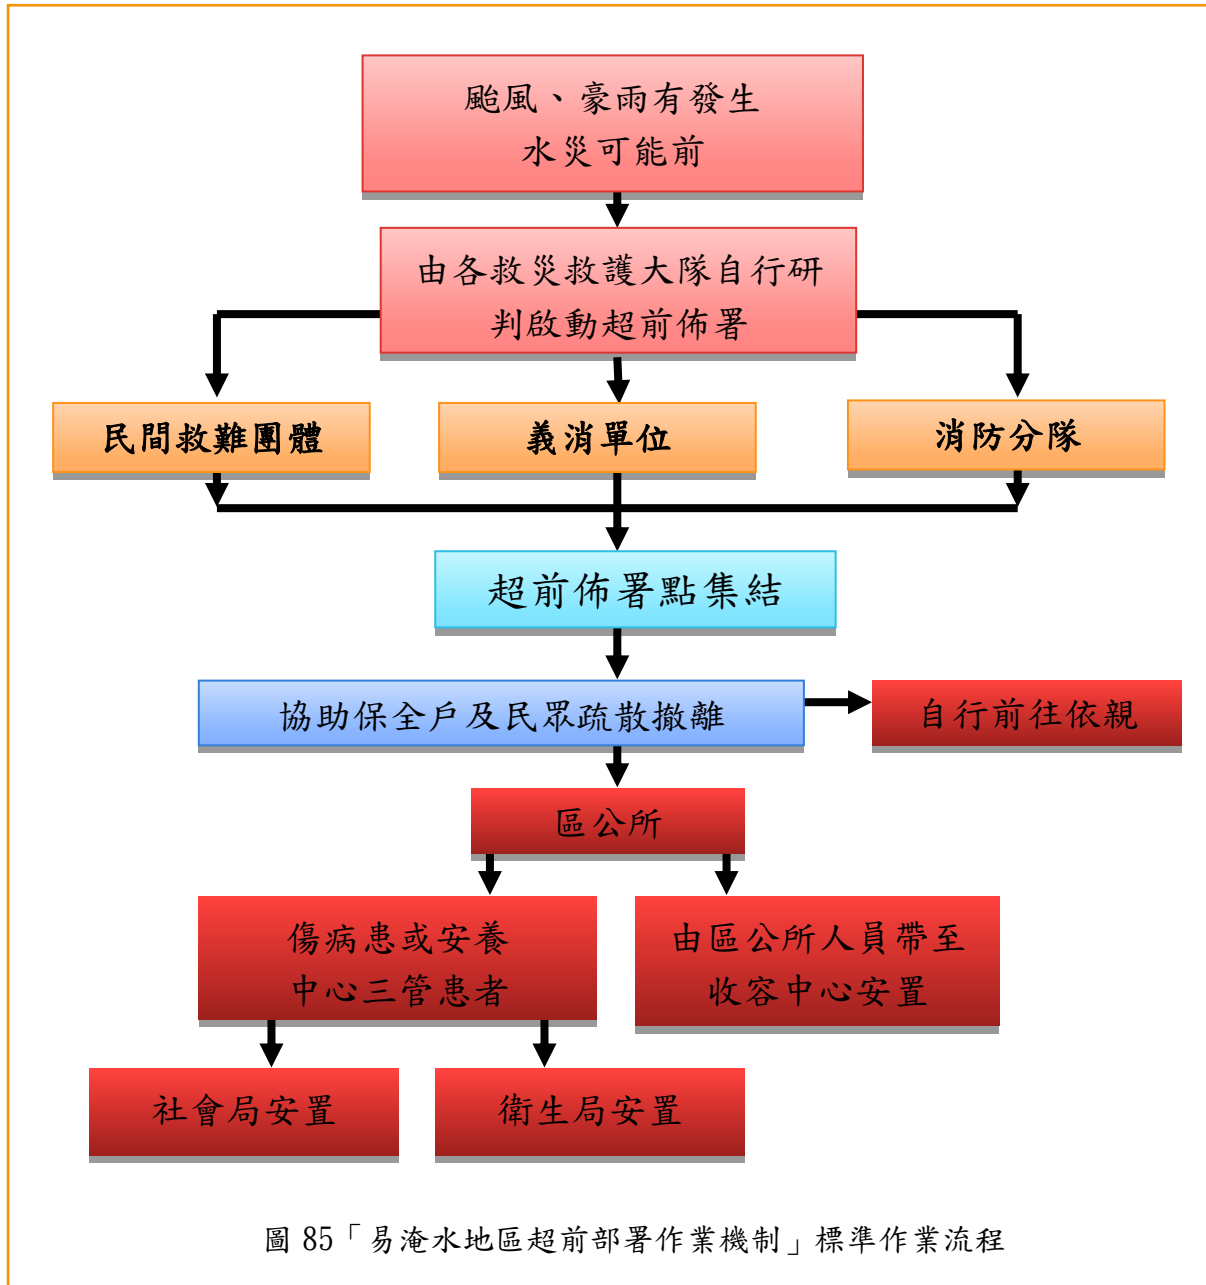 颱風、豪雨有發生
水災可能前
由各救災救護大隊自行研
判啟動超前佈署
民間救難團體
義消單位
消防分隊
超前佈署點集結
協助保全戶及民眾疏散撤離
自行前往依親
區公所
傷病患或安養
中心三管患者
由區公所人員帶至
收容中心安置
社會局安置
衛生局安置
圖 85「易淹水地區超前部署作業機制」標準作業流程